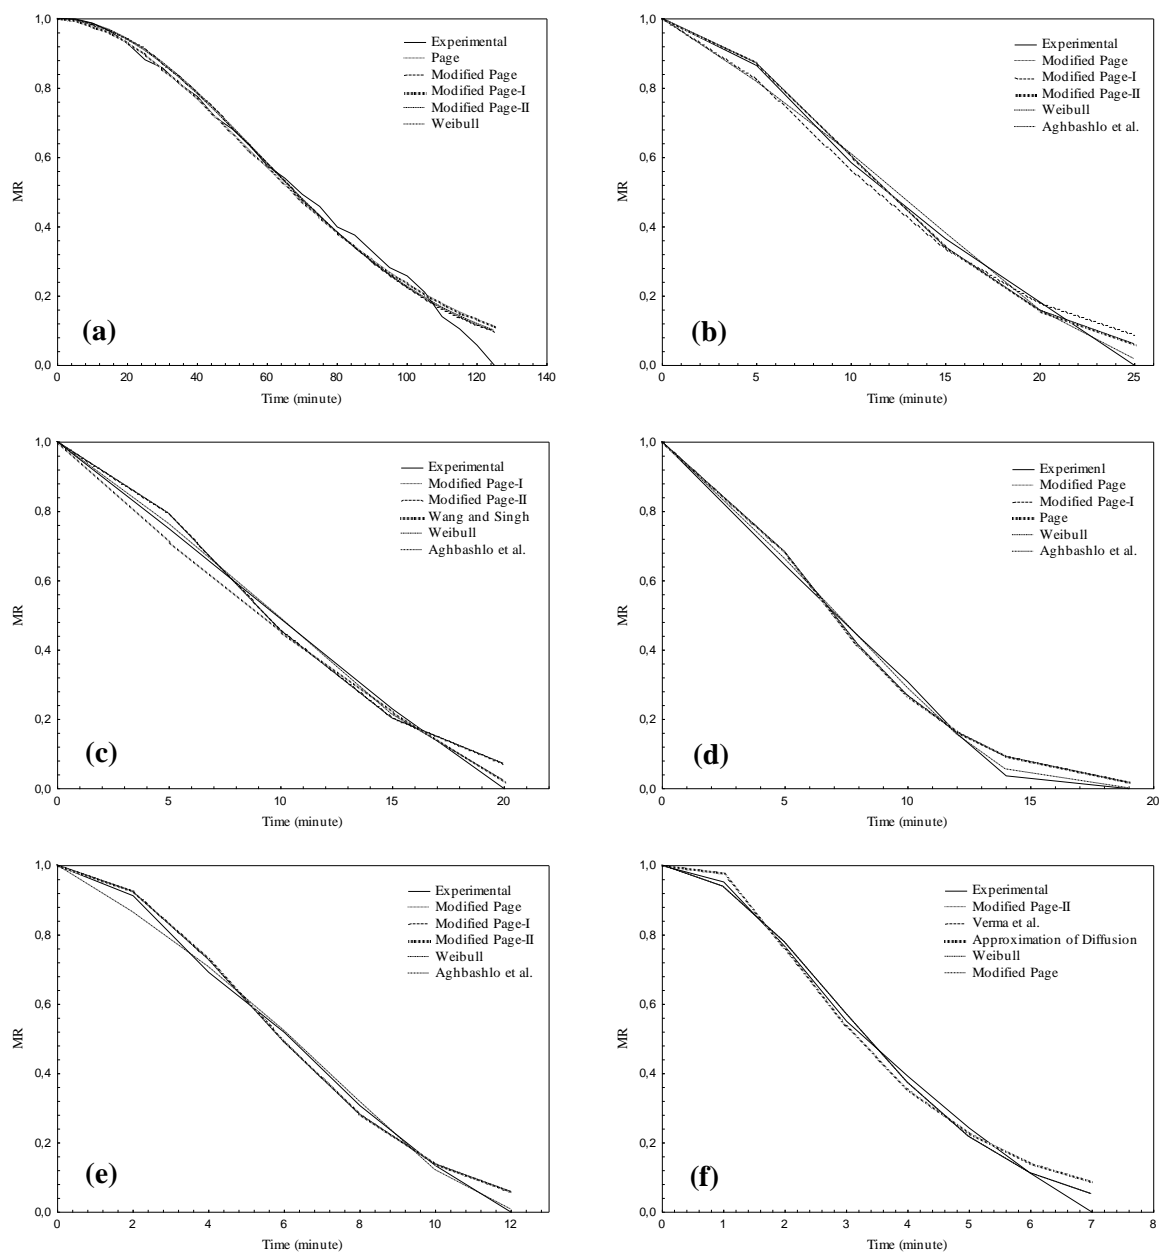 1,0
0,8
0,6
0,4
0,2
0,0
MR
Experimental
Page
Modified Page
Modified Page-I
Modified Page-II
Weibull
(a)
0 20 40 60 80 100 120 140
Time (minute)
1,0
0,8
0,6
0,4
0,2
0,0
MR
Experimental
Modified Page
Modified Page-I
Modified Page-II
Weibull
Aghbashlo et al.
(b)
0 5 10 15 20 25
Time (minute)
1,0
0,8
0,6
0,4
0,2
0,0
MR
Experimental
Modified Page-I
Modified Page-II
Wang and Singh
Weibull
Aghbashlo et al.
(c)
0 5 10 15 20
Time (minute)
1,0
0,8
0,6
0,4
0,2
0,0
MR
Experimenl
Modified Page
Modified Page-I
Page
Weibull
Aghbashlo et al.
(d)
0 5 10 15 20
Time (minute)
1,0
0,8
0,6
0,4
0,2
0,0
MR
Experimental
Modified Page
Modified Page-I
Modified Page-II
Weibull
Aghbashlo et al.
(e)
0 2 4 6 8 10 12
Time (minute)
1,0
0,8
0,6
0,4
0,2
0,0
MR
Experimental
Modified Page-II
Verma et al.
Approximation of Diffusion
Weibull
Modified Page
(f)
0 1 2 3 4 5 6 7 8
Time (minute)